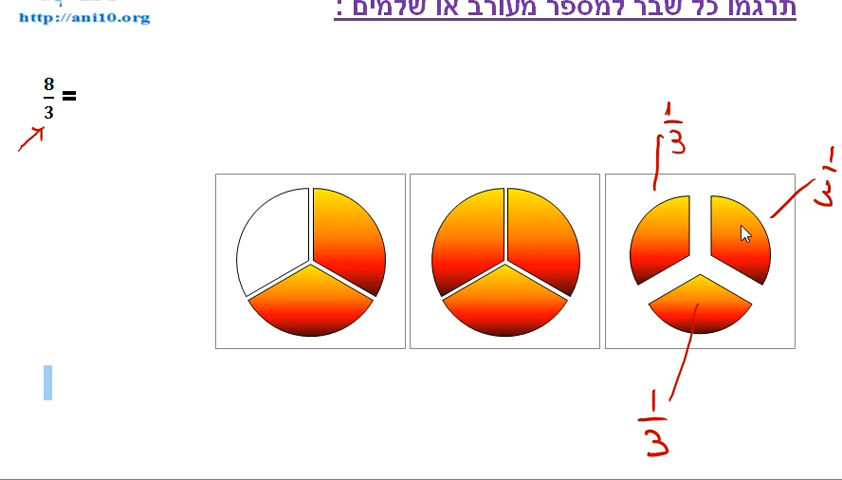 http://ani10.org
תרגמו כל שבר למספר מעורב או שלמים :
8/3 =
1/3
1/3
1/3